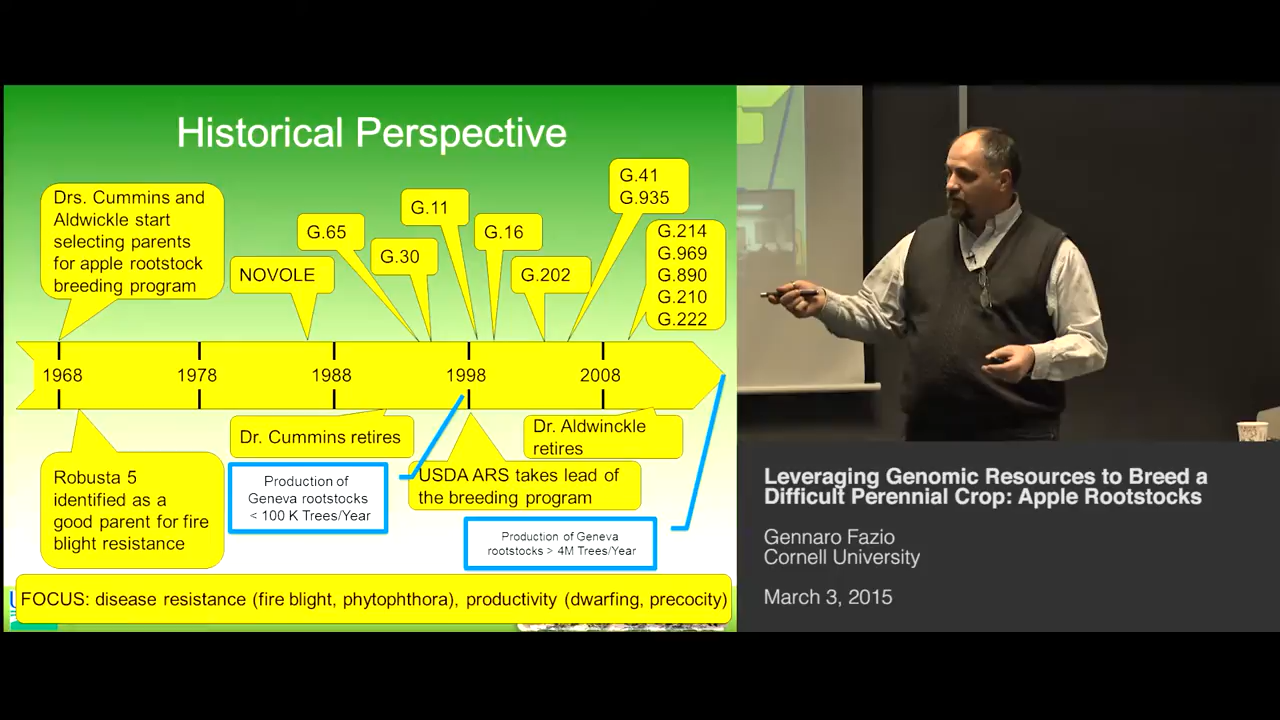 Historical Perspective
Drs. Cummins and
Aldwickle start
selecting parents
for apple rootstock
breeding program
NOVOLE
G.65
G.30
G.11
G.16
G.202
G.41
G.935
G.214
G.969
G.890
G.210
G.222
1968
1978
1988
1998
2008
Robusta 5
identified as a
good parent for fire
blight resistance
Dr. Cummins retires
Production of
Geneva rootstocks
< 100 K Trees/Year
USDA ARS takes lead of
the breeding program
Dr. Aldwinckle
retires
Production of Geneva
rootstocks > 4M Trees/Year
FOCUS: disease resistance (fire blight, phytophthora), productivity (dwarfing, precocity)
Leveraging Genomic Resources to Breed a
Difficult Perennial Crop: Apple Rootstocks
Gennaro Fazio
Cornell University
March 3, 2015